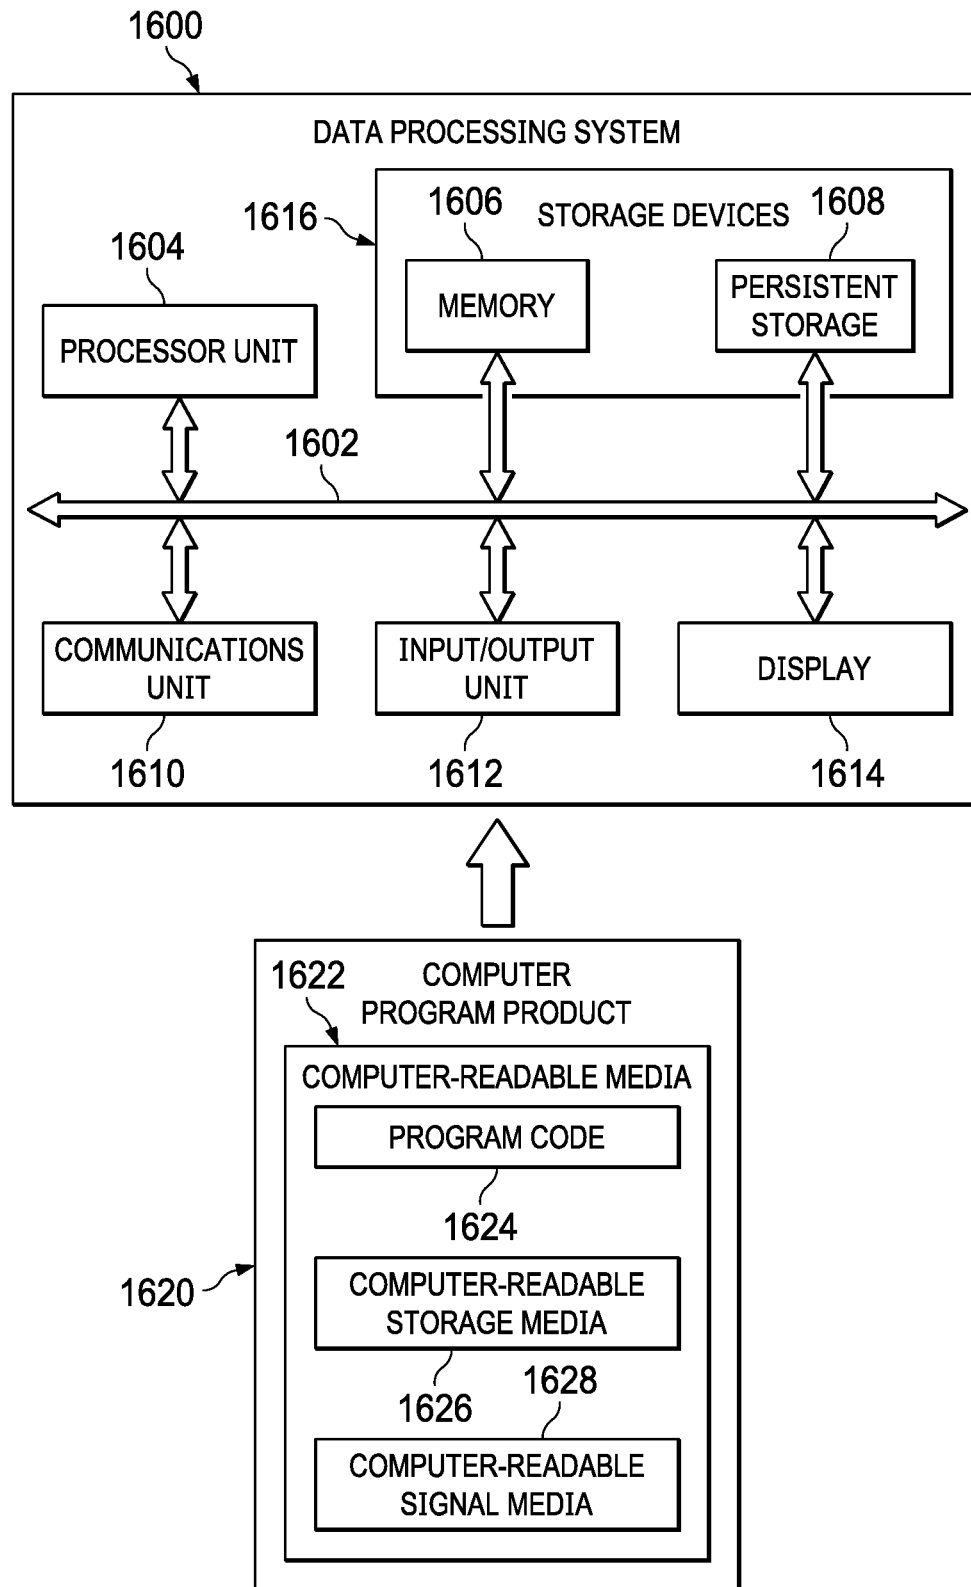 1600
DATA PROCESSING SYSTEM
1616
1606
STORAGE DEVICES
1608
1604
MEMORY
PERSISTENT
STORAGE
PROCESSOR UNIT
1602
COMMUNICATIONS
UNIT
INPUT/OUTPUT
UNIT
DISPLAY
1610
1612
1614
1622
COMPUTER
PROGRAM PRODUCT
COMPUTER-READABLE MEDIA
PROGRAM CODE
1624
1620
COMPUTER-READABLE
STORAGE MEDIA
1626
1628
COMPUTER-READABLE
SIGNAL MEDIA